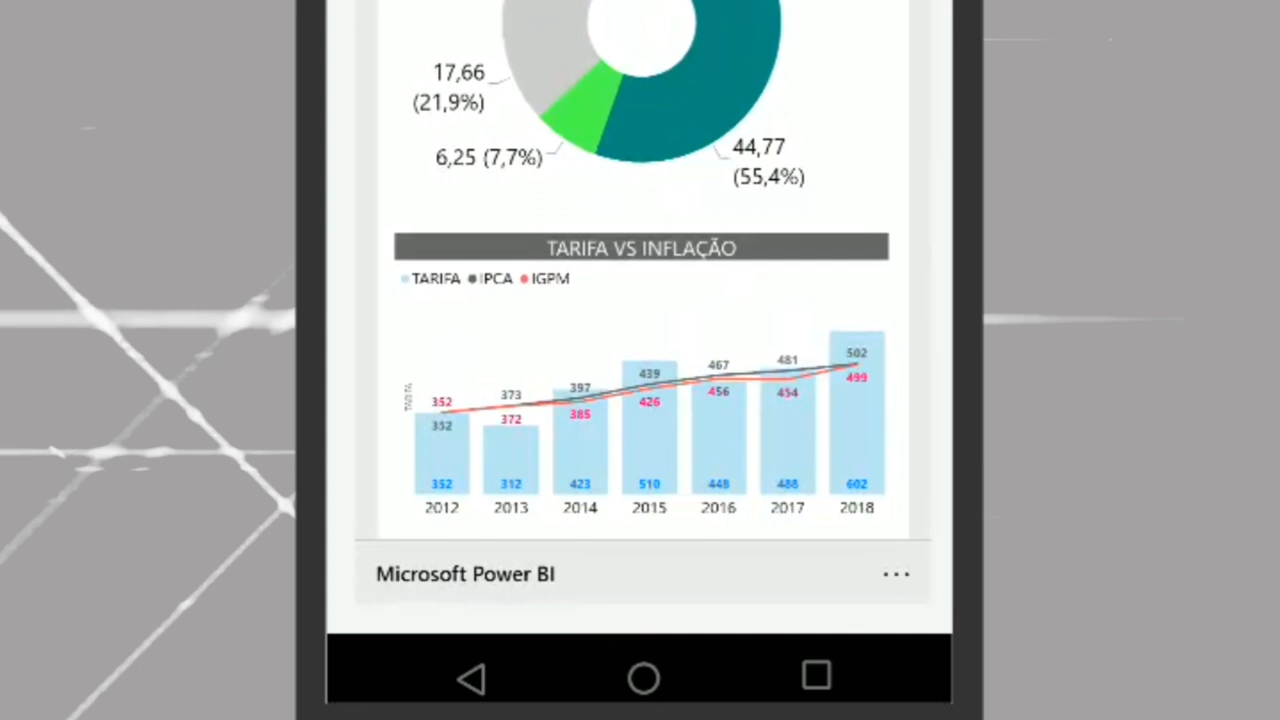 17,66
(21,9%)
6,25 (7,7%)
44,77
(55,4%)
TARIFA VS INFLAÇÃO
TARIFA IPCA IGPM
TARIFA
352 373 397 439 467 481 502
352 372 385 426 456 454 499
352 312 423 510 448 488 602
2012 2013 2014 2015 2016 2017 2018
Microsoft Power BI